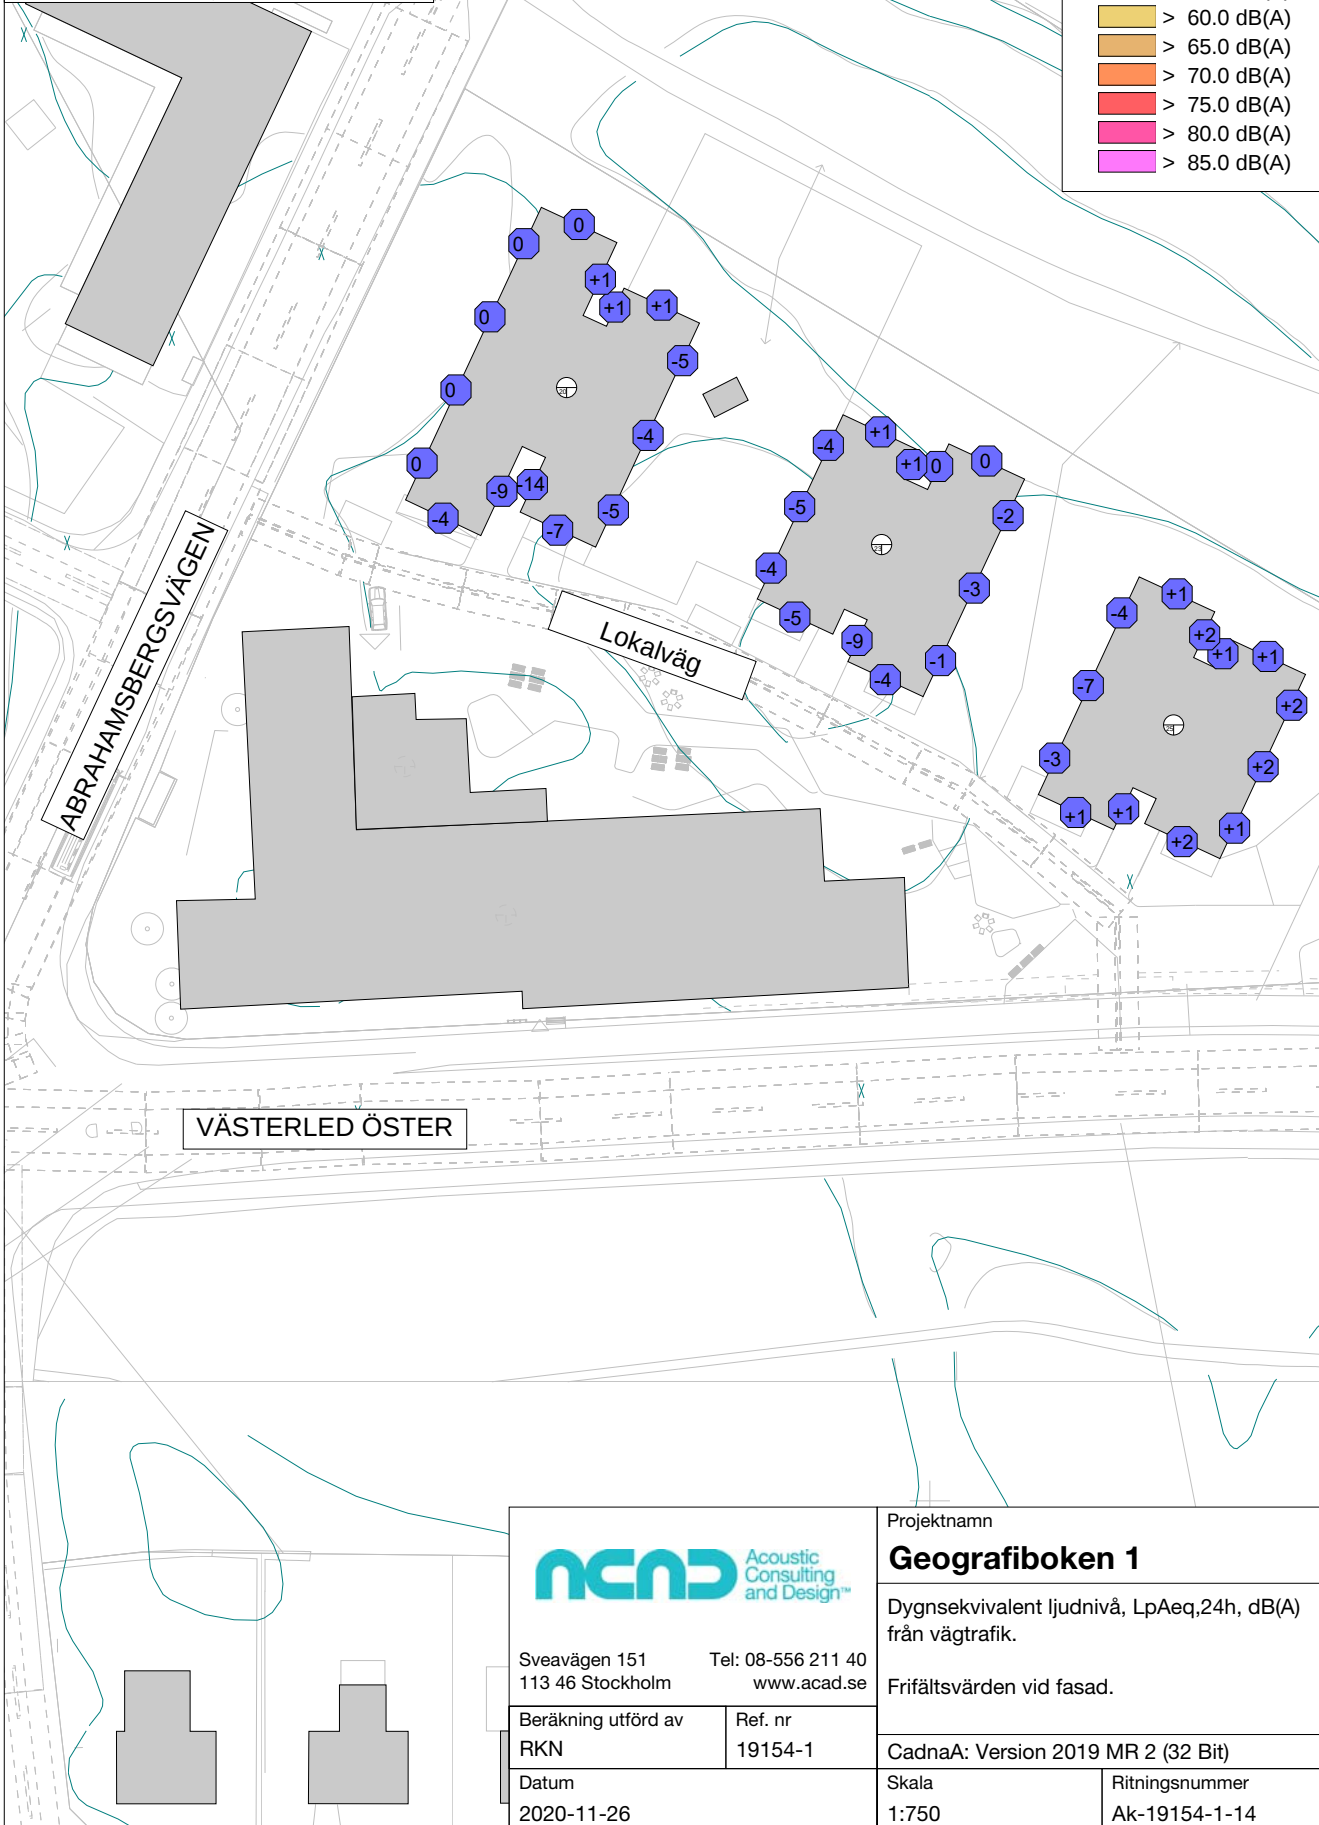 > 60.0 dB(A)
> 65.0 dB(A)
> 70.0 dB(A)
> 75.0 dB(A)
> 80.0 dB(A)
> 85.0 dB(A)
0
0
+1
+1
+1
0
-5
0
-4
0
-9
-14
-5
-4
-7
20
+1
-4
+1
0
0
-5
-2
-4
-3
-5
-9
-1
-4
23
+1
-4
+2
+1
+1
-7
+2
-3
+2
+1
+1
+1
+2
25
ABRAHAMSBERGSVÄGEN
Lokalväg
VÄSTERLED ÖSTER
ACAD
Acoustic
Consulting
and Design™
Sveavägen 151 Tel: 08-556 211 40
113 46 Stockholm www.acad.se
Beräkning utförd av
RKN
Ref. nr
19154-1
Datum
2020-11-26
Projektnamn
Geografiboken 1
Dygnsekvivalent ljudnivå, LpAeq,24h, dB(A)
från vägtrafik.
Frifältsvärden vid fasad.
CadnaA: Version 2019 MR 2 (32 Bit)
Skala
1:750
Ritningsnummer
Ak-19154-1-14